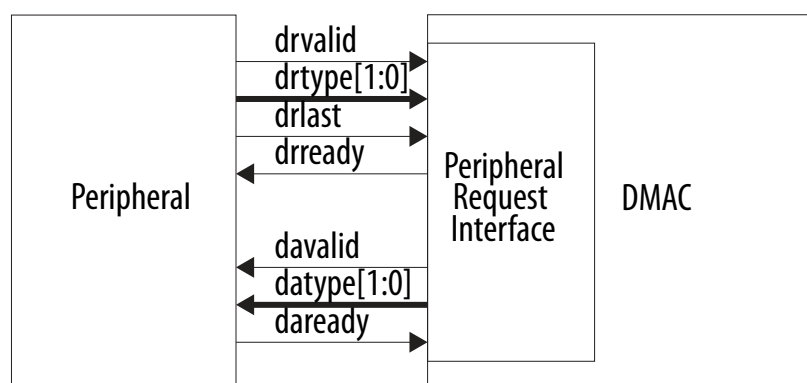 drvalid
drtype[1:0]
drlast
drready
Peripheral
Peripheral
Request
Interface
DMAC
davalid
datype[1:0]
daready